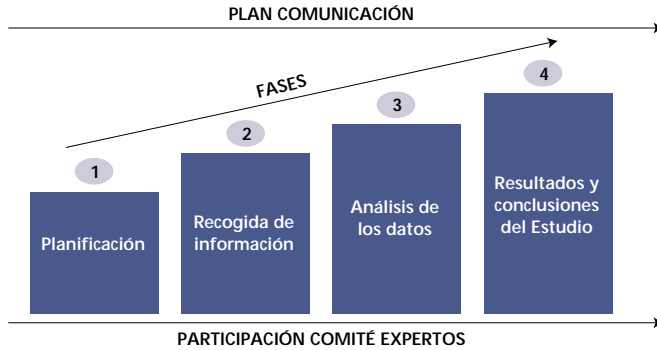 PLAN COMUNICACIÓN
FASES
1
Planificación
2
Recogida de
información
3
Análisis de
los datos
4
Resultados y
conclusiones
del Estudio
PARTICIPACIÓN COMITÉ EXPERTOS